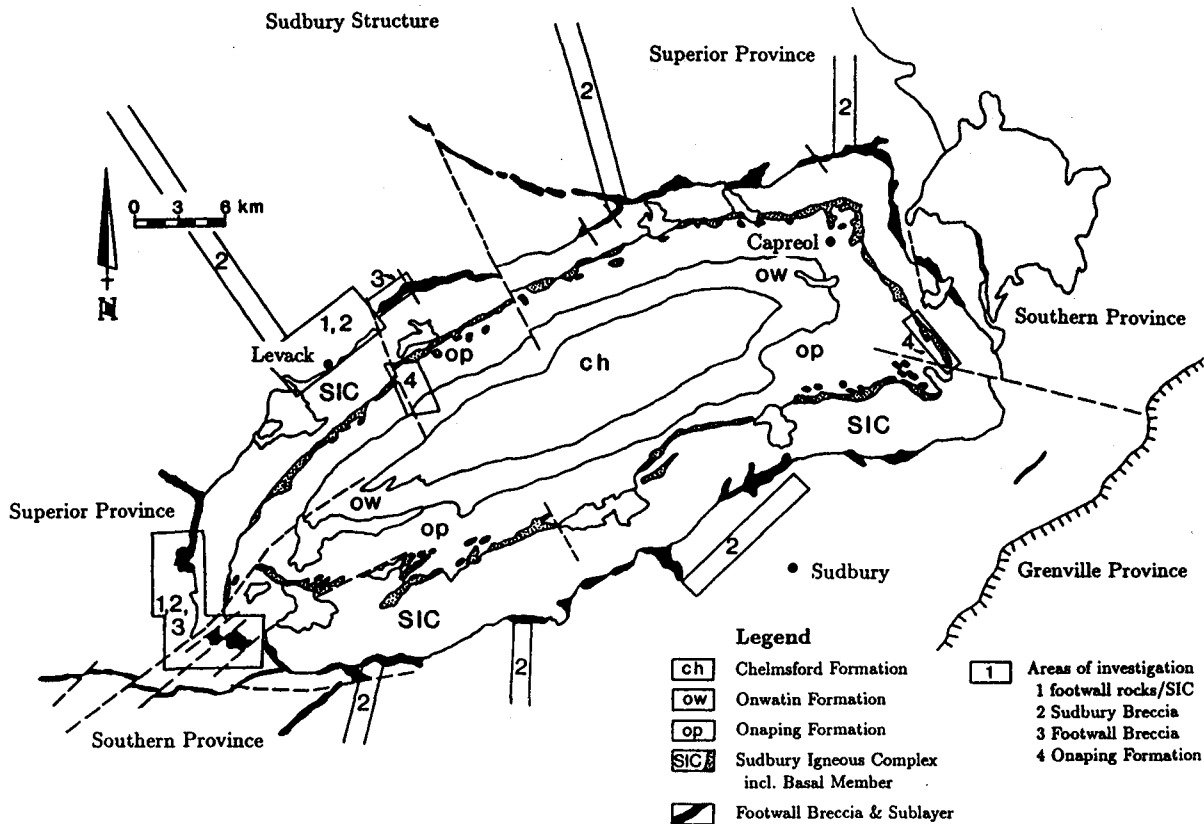 Sudbury Structure
Superior Province
2
2
0 3 6 km
N
2
3
1,2
Levack
SIC
op
4
Capreol
ow
ch
op
Southern Province
4
SIC
Superior Province
ow
op
2
Sudbury
Grenville Province
1,2,
3
SIC
2
2
Southern Province
Legend
ch Chelmsford Formation
ow Onwatin Formation
op Onaping Formation
SIC Sudbury Igneous Complex
incl. Basal Member
Footwall Breccia & Sublayer
1 Areas of investigation
1 footwall rocks/SIC
2 Sudbury Breccia
3 Footwall Breccia
4 Onaping Formation